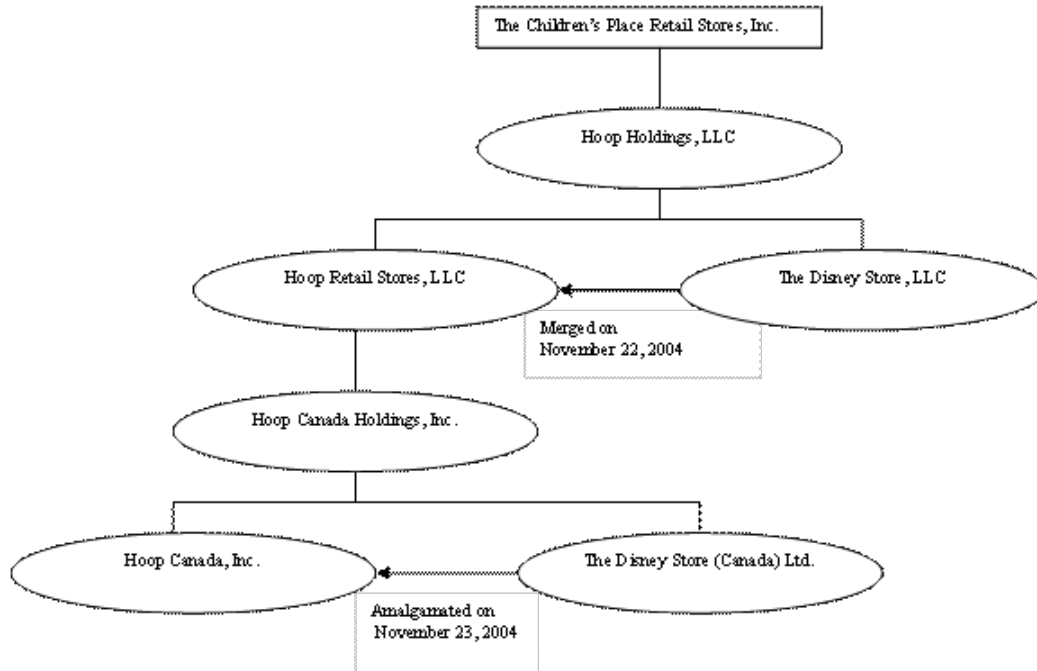 The Children's Place Retail Stores, Inc.
Hoop Holdings, LLC
Hoop Retail Stores, LLC
The Disney Store, LLC
Merged on
November 22, 2004
Hoop Canada Holdings, Inc.
Hoop Canada, Inc.
The Disney Store (Canada) Ltd.
Amalgamated on
November 23, 2004